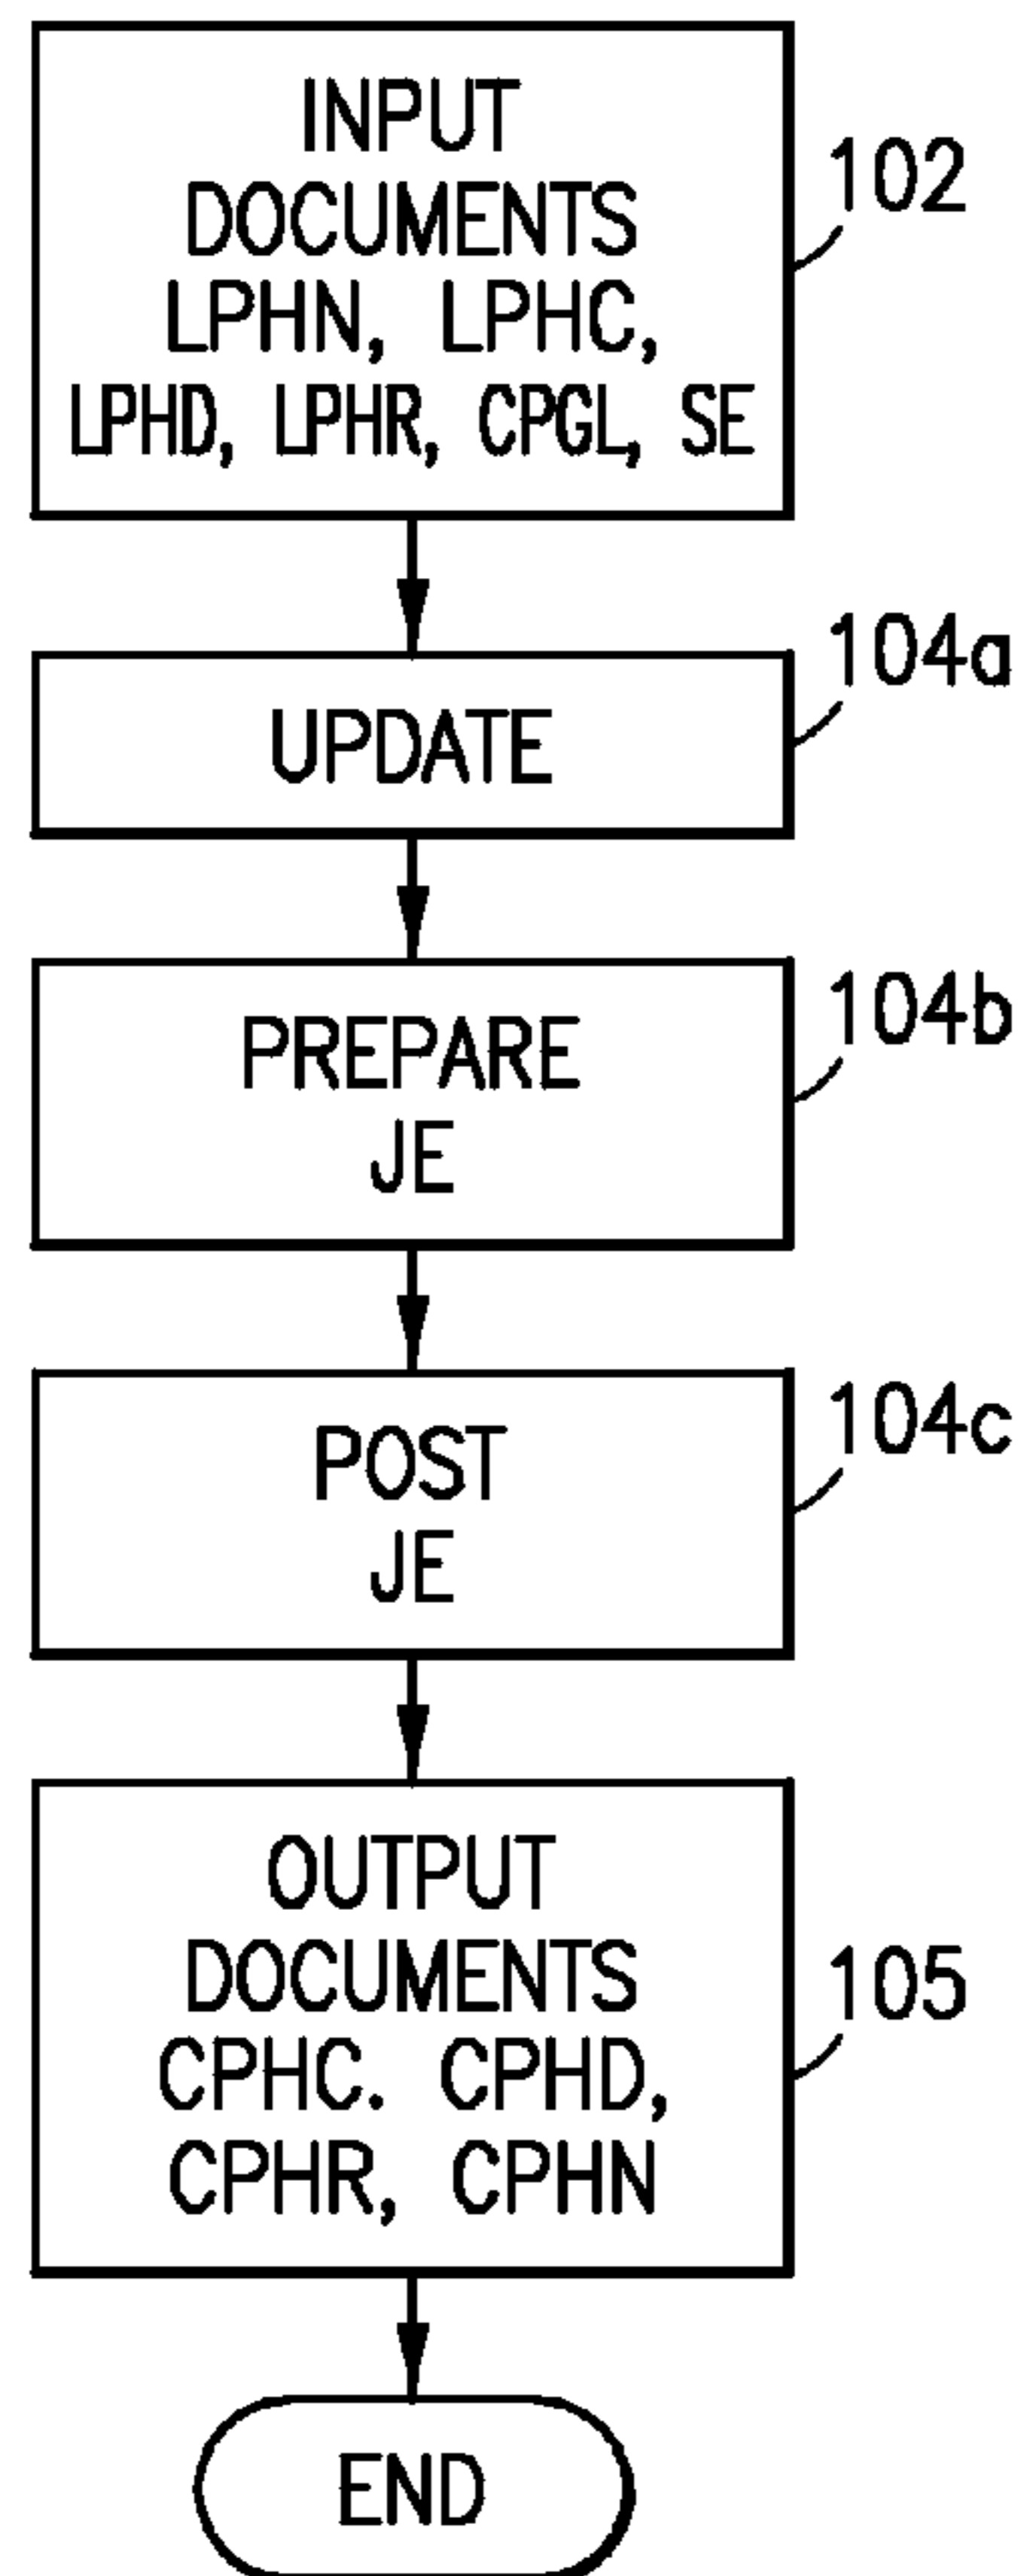 INPUT
DOCUMENTS
LPHN, LPHC,
LPHD, LPHR, CPGL, SE
102
UPDATE
104a
PREPARE
JE
104b
POST
JE
104c
OUTPUT
DOCUMENTS
CPHC. CPHD,
CPHR, CPHN
105
END